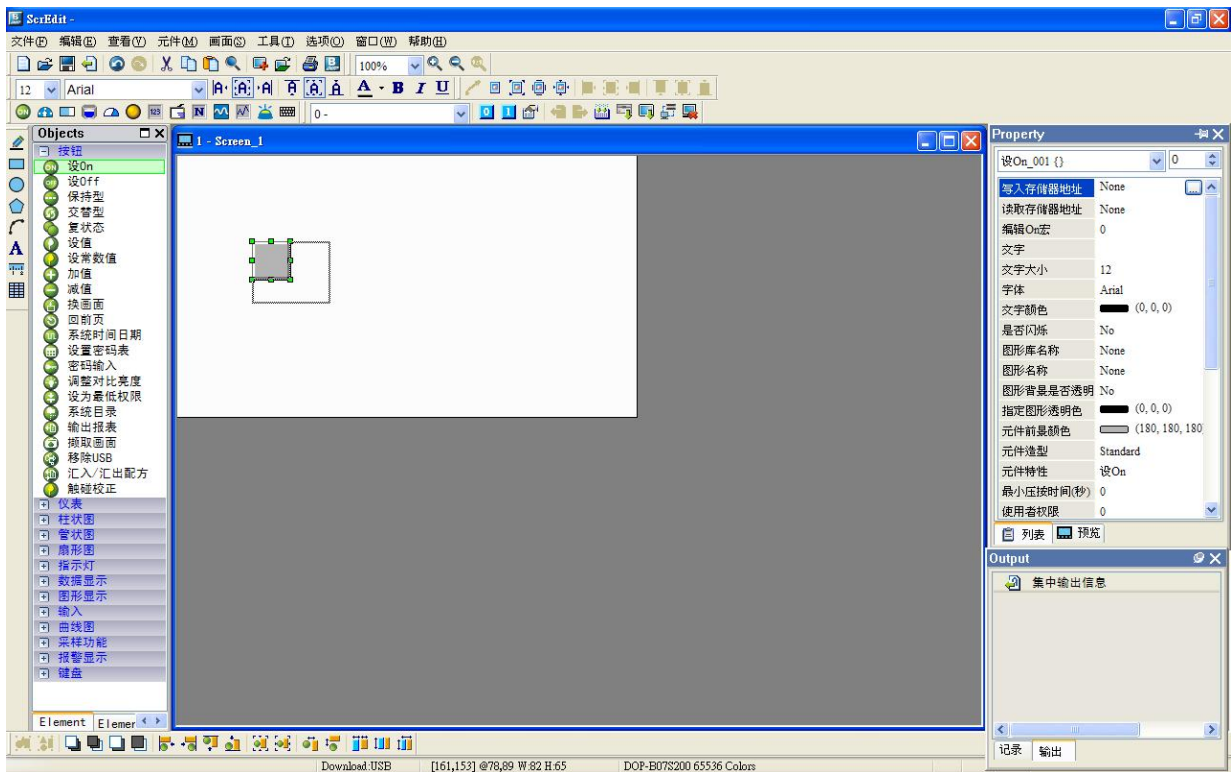 ScrEdit -
文件(F) 编辑(E) 查看(V) 元件(M) 画面(S) 工具(T) 选项(O) 窗口(W) 帮助(H)
100%
12 Arial
0 -
Objects
按钮
设On
设Off
保持型
交替型
复状态
设值
设常数值
加值
减值
换画面
回前页
系统时间日期
设置密码表
密码输入
调整对比亮度
设为最低权限
系统目录
输出报表
撷取画面
移除USB
汇入/汇出配方
触碰校正
仪表
柱状图
管状图
扇形图
指示灯
数据显示
图形显示
输入
曲线图
采样功能
报警显示
键盘
Element Elemer
1 - Screen_1
Property
设On_001 {} 0
写入存储器地址 None ...
读取存储器地址 None
编辑On宏 0
文字
文字大小 12
字体 Arial
文字颜色 (0, 0, 0)
是否闪烁 No
图形库名称 None
图形名称 None
图形背景是否透明 No
指定图形透明色 (0, 0, 0)
元件前景颜色 (180, 180, 180
元件造型 Standard
元件特性 设On
最小压按时间(秒) 0
使用者权限 0
列表 预览
Output
集中输出信息
记录 输出
Download:USB [161,153] @78,89 W:82 H:65 DOP-B07S200 65536 Colors